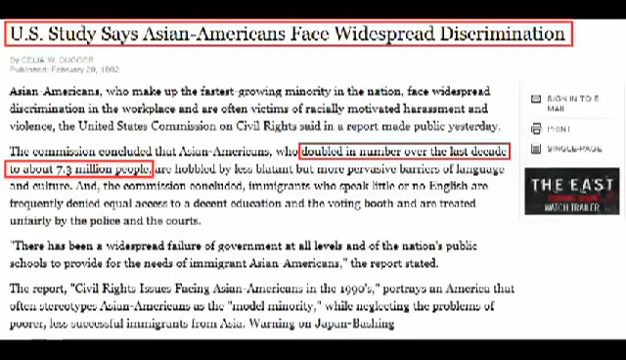 U.S. Study Says Asian-Americans Face Widespread Discrimination
By CELIA W. DUGGER
Published: February 29, 1992
Asian-Americans, who make up the fastest-growing minority in the nation, face widespread
discrimination in the workplace and are often victims of racially motivated harassment and
violence, the United States Commission on Civil Rights said in a report made public yesterday.
The commission concluded that Asian-Americans, who doubled in number over the last decade
to about 7.3 million people, are hobbled by less blatant but more pervasive barriers of language
and culture. And, the commission concluded, immigrants who speak little or no English are
frequently denied equal access to a decent education and the voting booth and are treated
unfairly by the police and the courts.
"There has been a widespread failure of government at all levels and of the nation's public
schools to provide for the needs of immigrant Asian-Americans," the report stated.
The report, "Civil Rights Issues Facing Asian-Americans in the 1990's," portrays an America that
often stereotypes Asian-Americans as the "model minority," while neglecting the problems of
poorer, less successful immigrants from Asia. Warning on Japan-Bashing
SIGN IN TO E-
MAIL
PRINT
SINGLE-PAGE
THE EAST
WATCH TRAILER